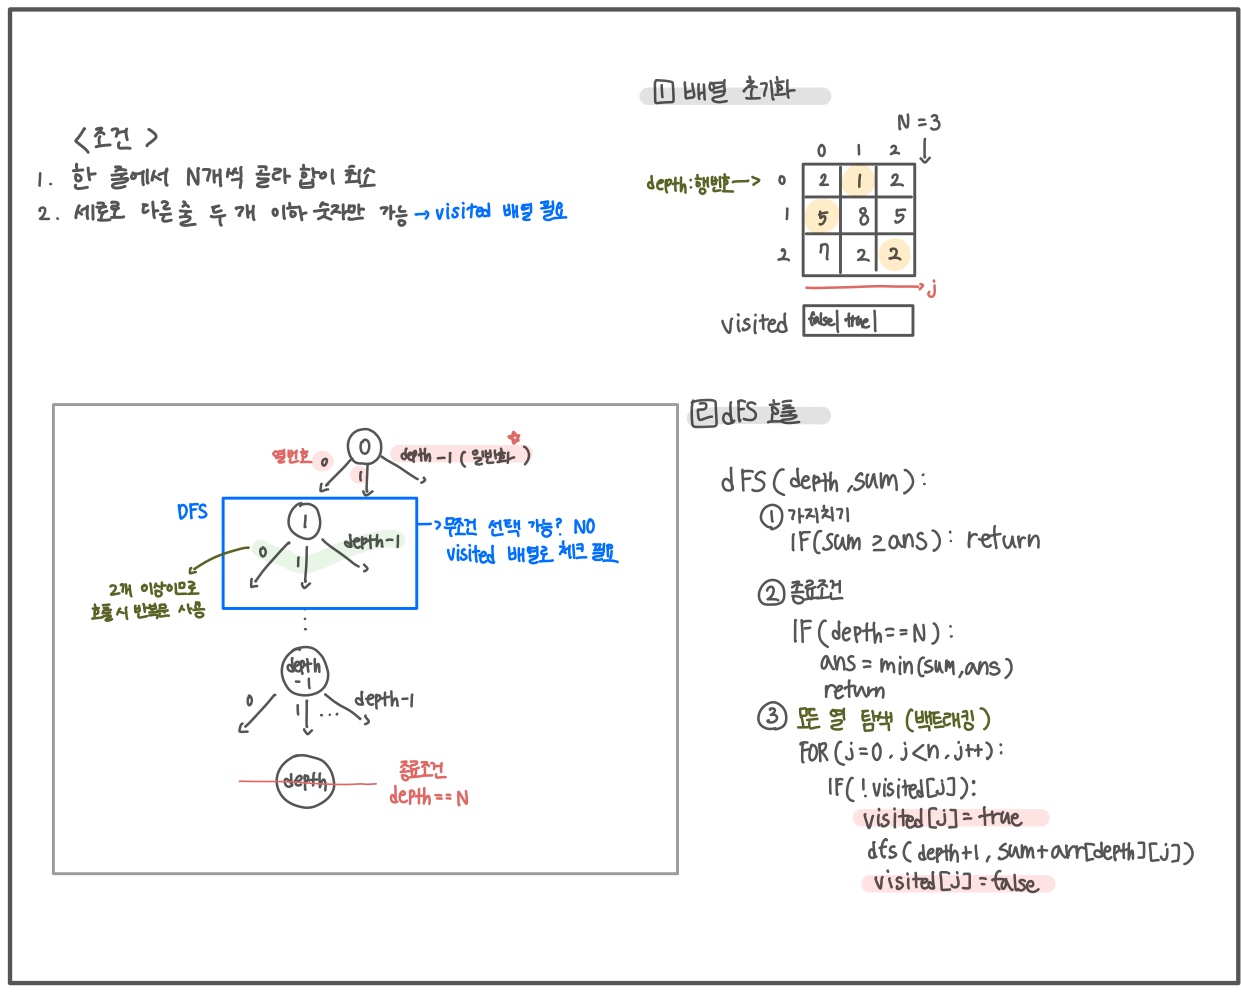 <조건>
1. 한 줄에서 N개씩 골라 합이 최소
2. 세로로 다른 줄 두 개 이하 숫자만 가능 → visited 배열 필요
1 배열 초기화
N = 3
0 1 2
depth:행번호 → 0 2 1 2
1 5 8 5
2 7 2 2
j
visited false true
열번호 0 1
0
depth-1 (일반화)
DFS
1
0 1 depth-1
→ 무조건 선택 가능? NO
visited 배열로 체크 필요
2개 이상이므로
호출 시 반복문 사용
depth
-1
0 1 ... depth-1
depth
종료조건
depth == N
2 dFS 호출
dFS (depth, sum) :
① 가지치기
IF(sum ≥ ans) : return
② 종료조건
IF(depth == N) :
ans = min(sum, ans)
return
③ 모든 열 탐색 (백트래킹)
FOR (j=0, j<n, j++) :
IF( !visited[j]) :
visited[j] = true
dfs( depth+1, sum+arr[depth][j])
visited[j] = false